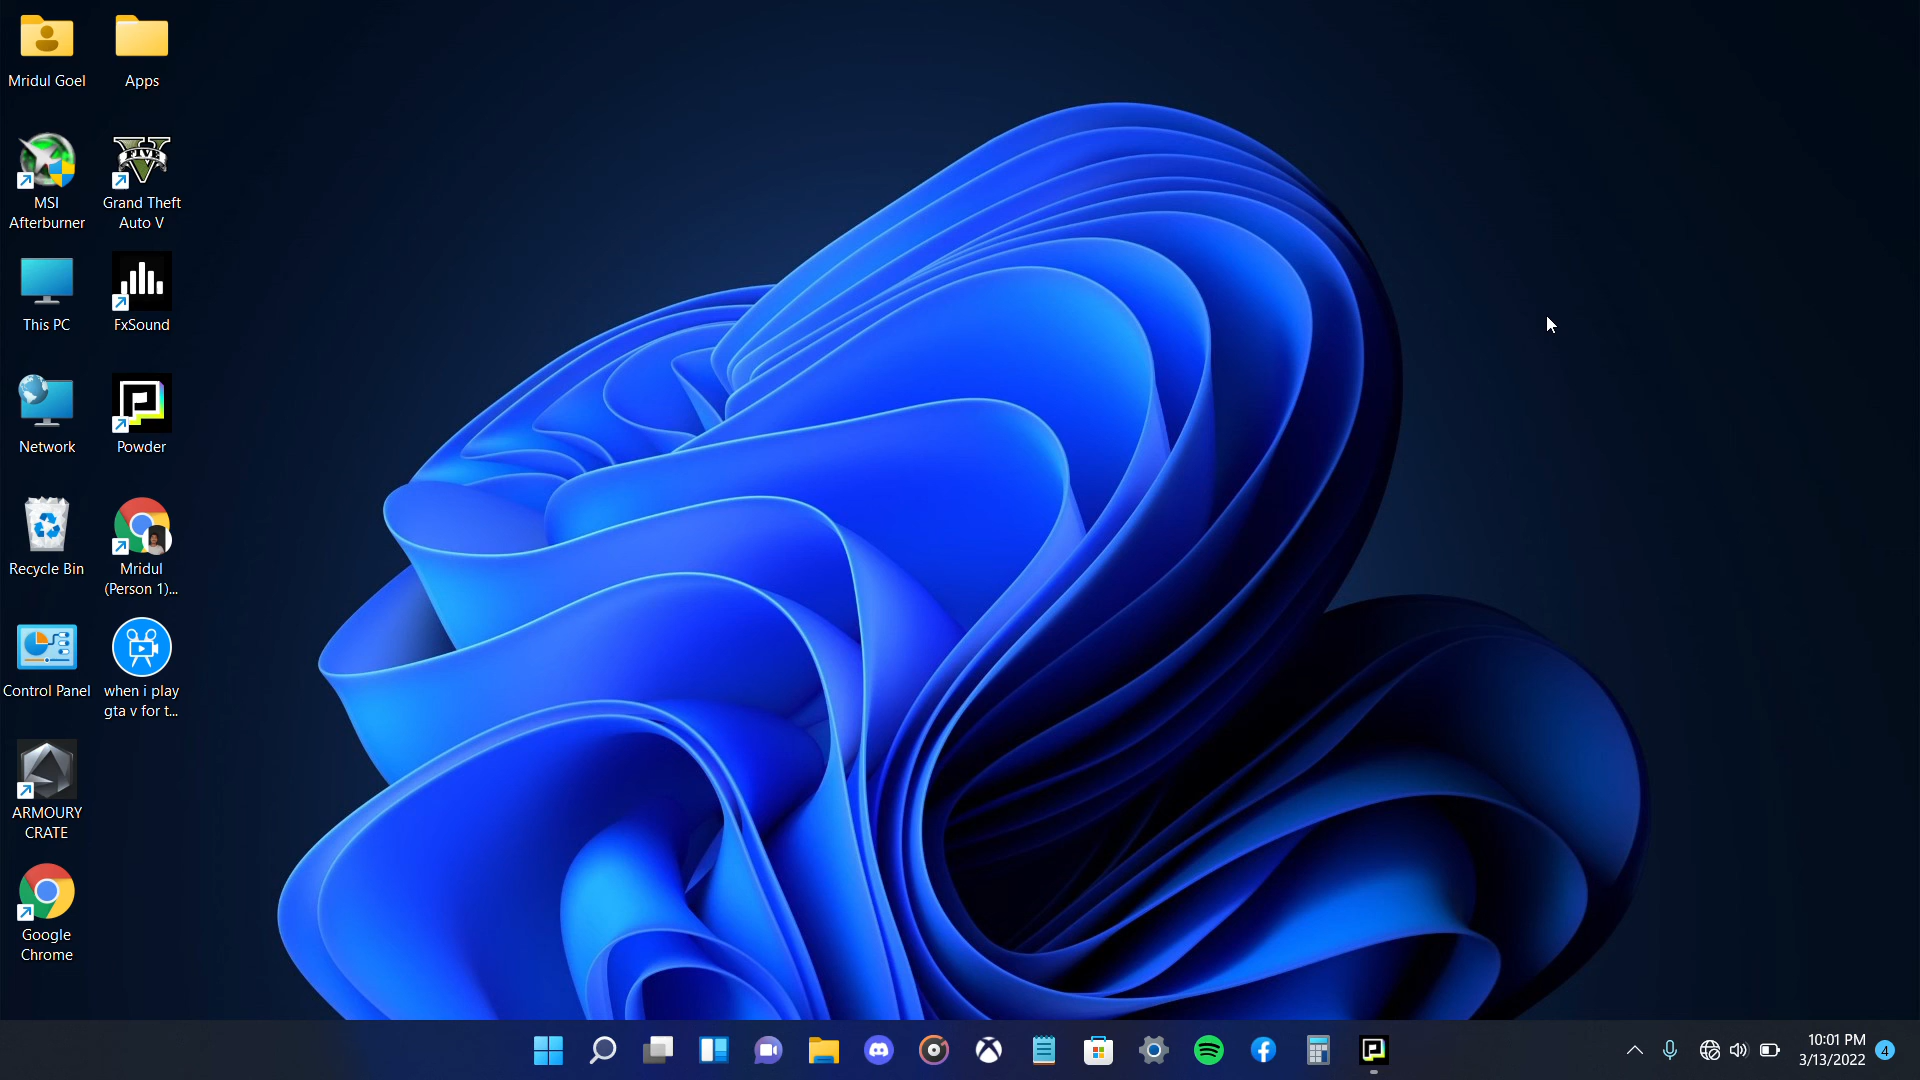 Mridul Goel
Apps
MSI
Afterburner
FIVE
Grand Theft
Auto V
This PC
FxSound
Network
Powder
Recycle Bin
Mridul
(Person 1)...
Control Panel
when i play
gta v for t...
ARMOURY
CRATE
Google
Chrome
10:01 PM
3/13/2022
4